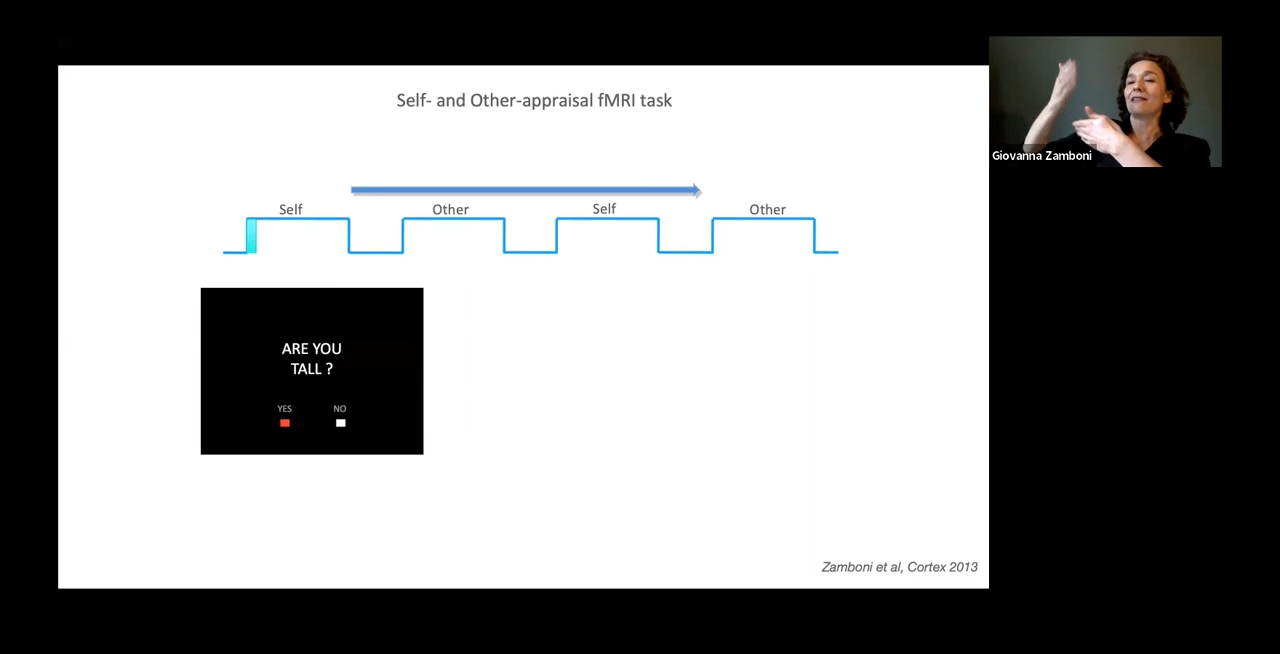 Self- and Other-appraisal fMRI task
Giovanna Zamboni
Self Other Self Other
ARE YOU
TALL ?
YES NO
Zamboni et al, Cortex 2013